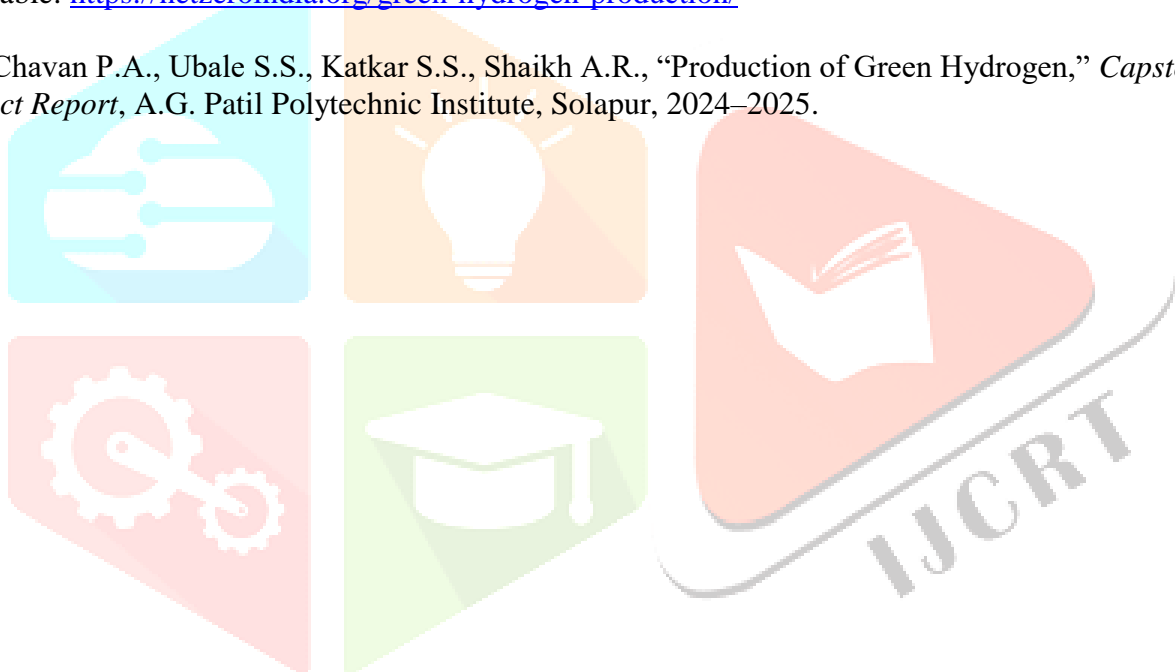 able: https://netzeroindia.org/green-hydrogen-production/
Chavan P.A., Ubale S.S., Katkar S.S., Shaikh A.R., “Production of Green Hydrogen,” Capst
ct Report, A.G. Patil Polytechnic Institute, Solapur, 2024–2025.
IJCRT